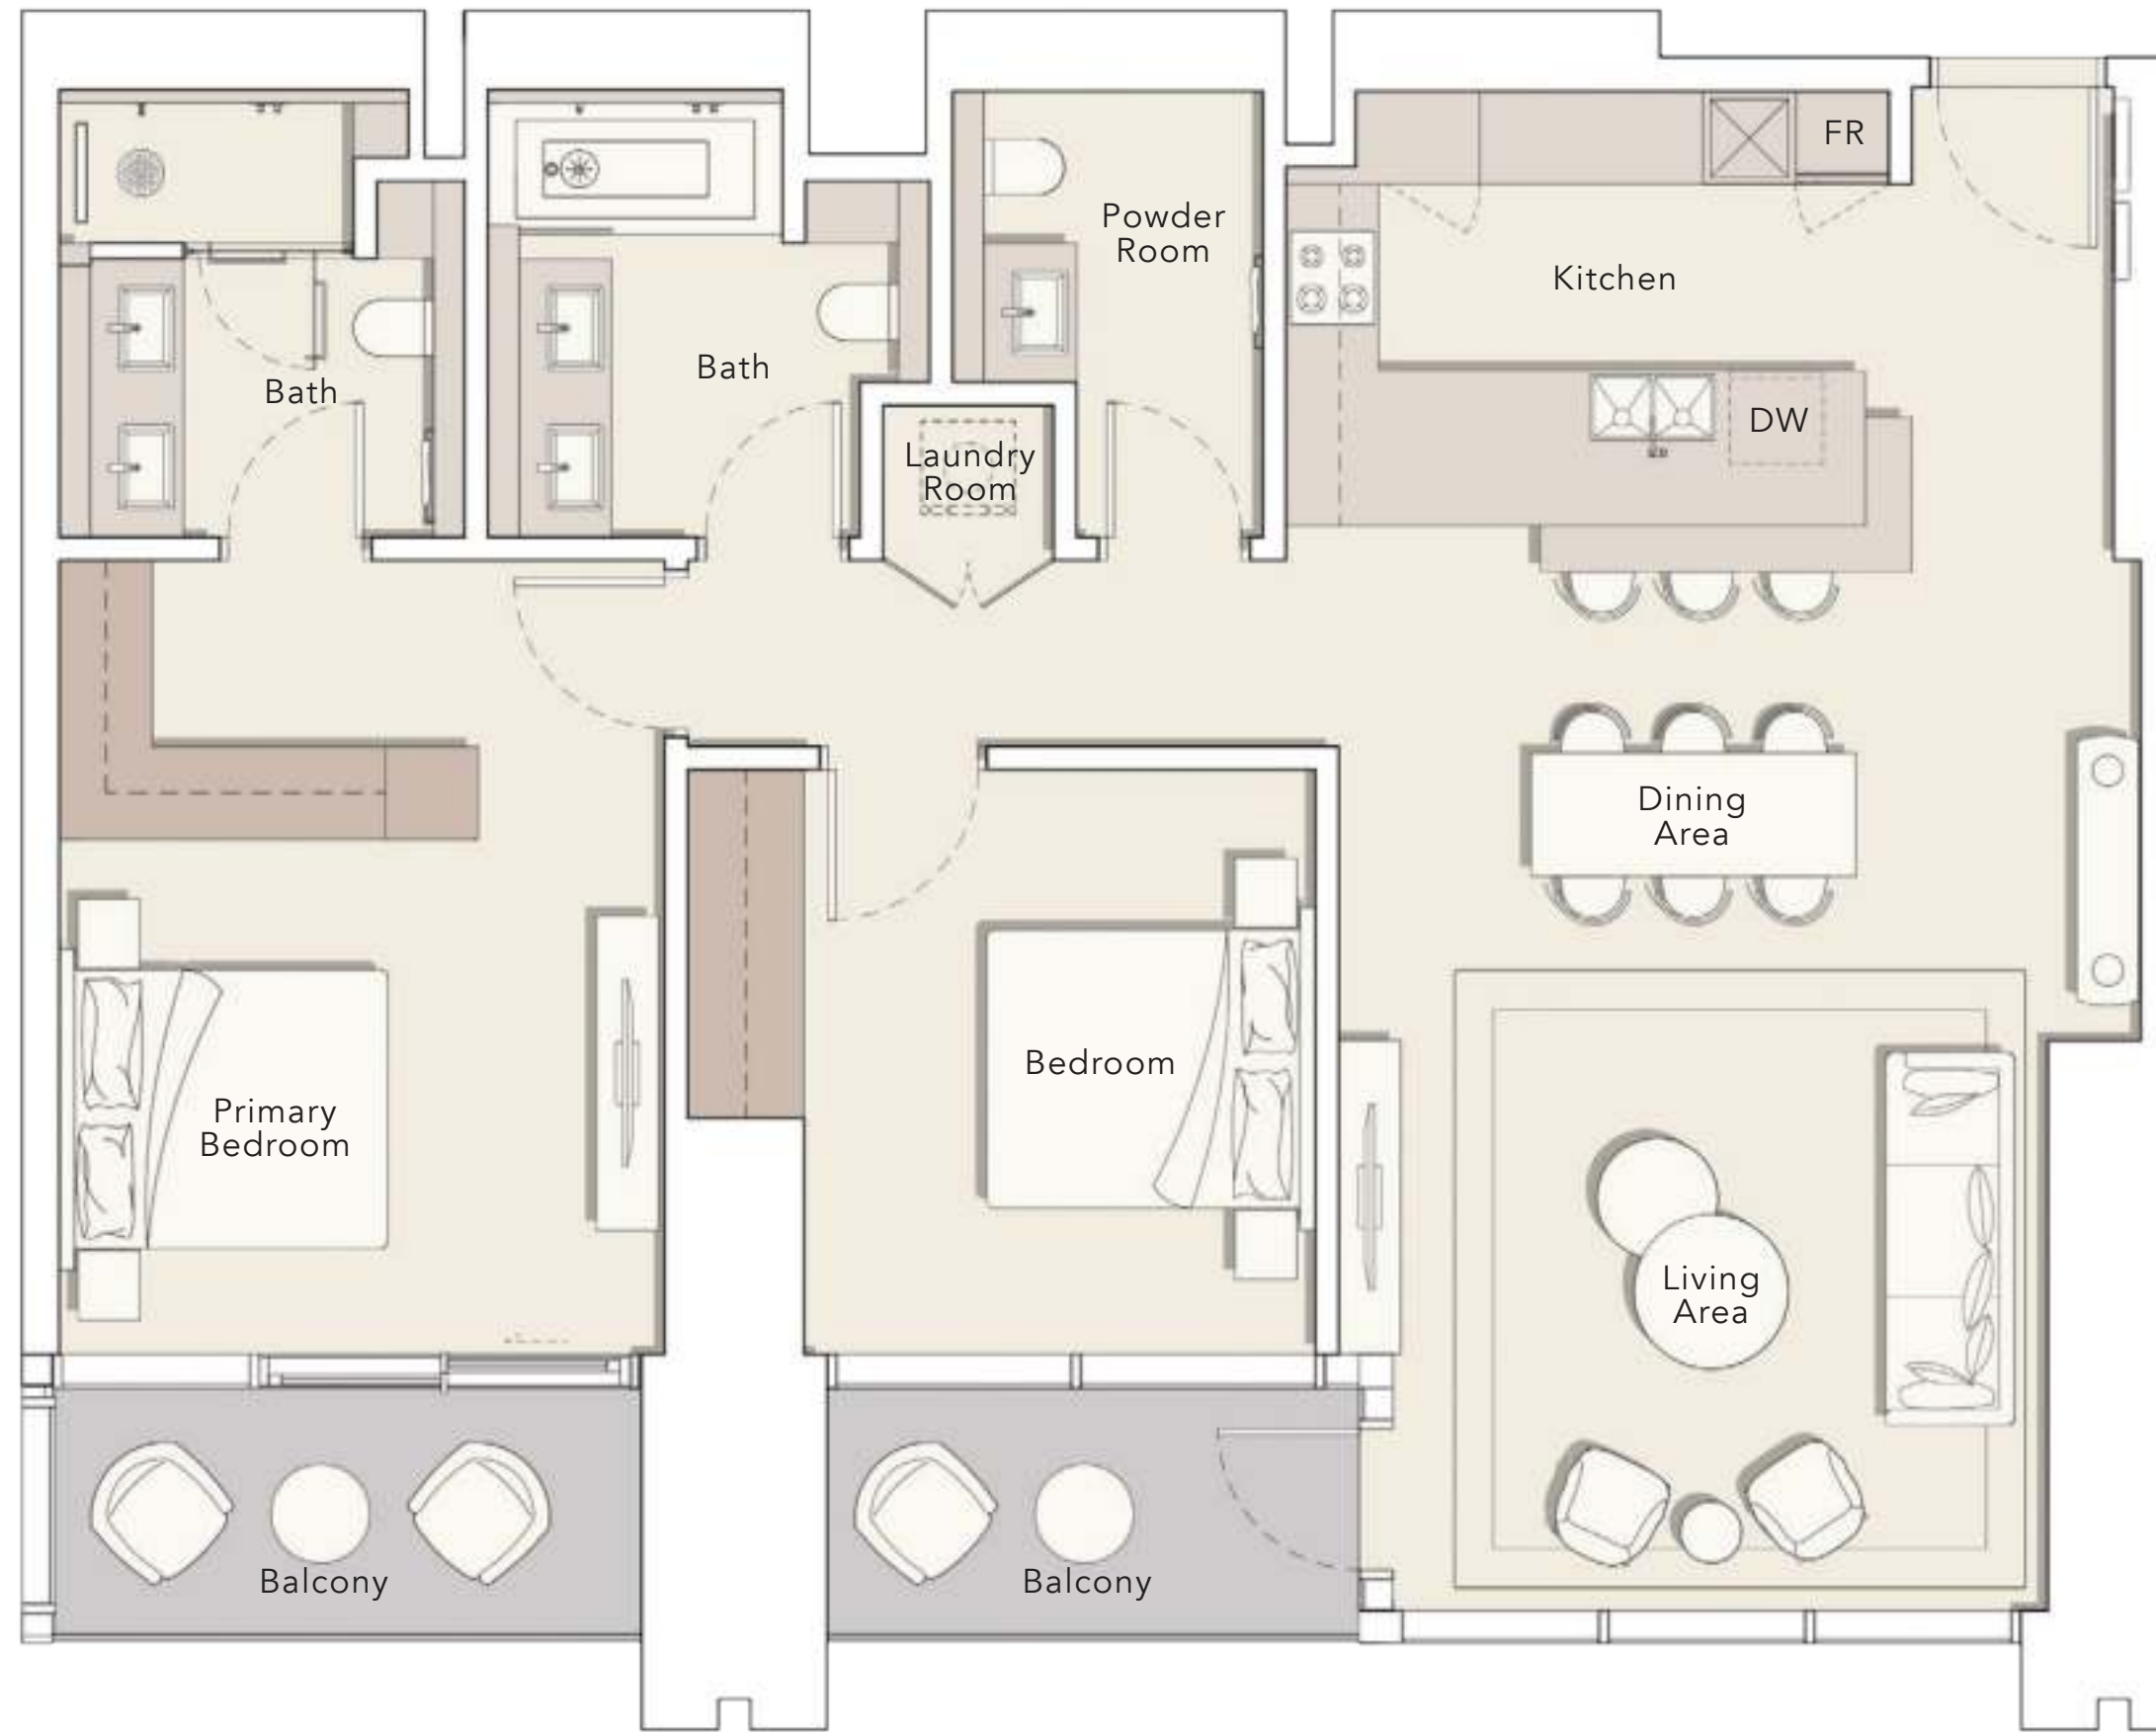 FR
Powder
Room
Kitchen
Bath
Bath
DW
Laundry
Room
Dining
Area
Bedroom
Primary
Bedroom
Living
Area
Balcony
Balcony